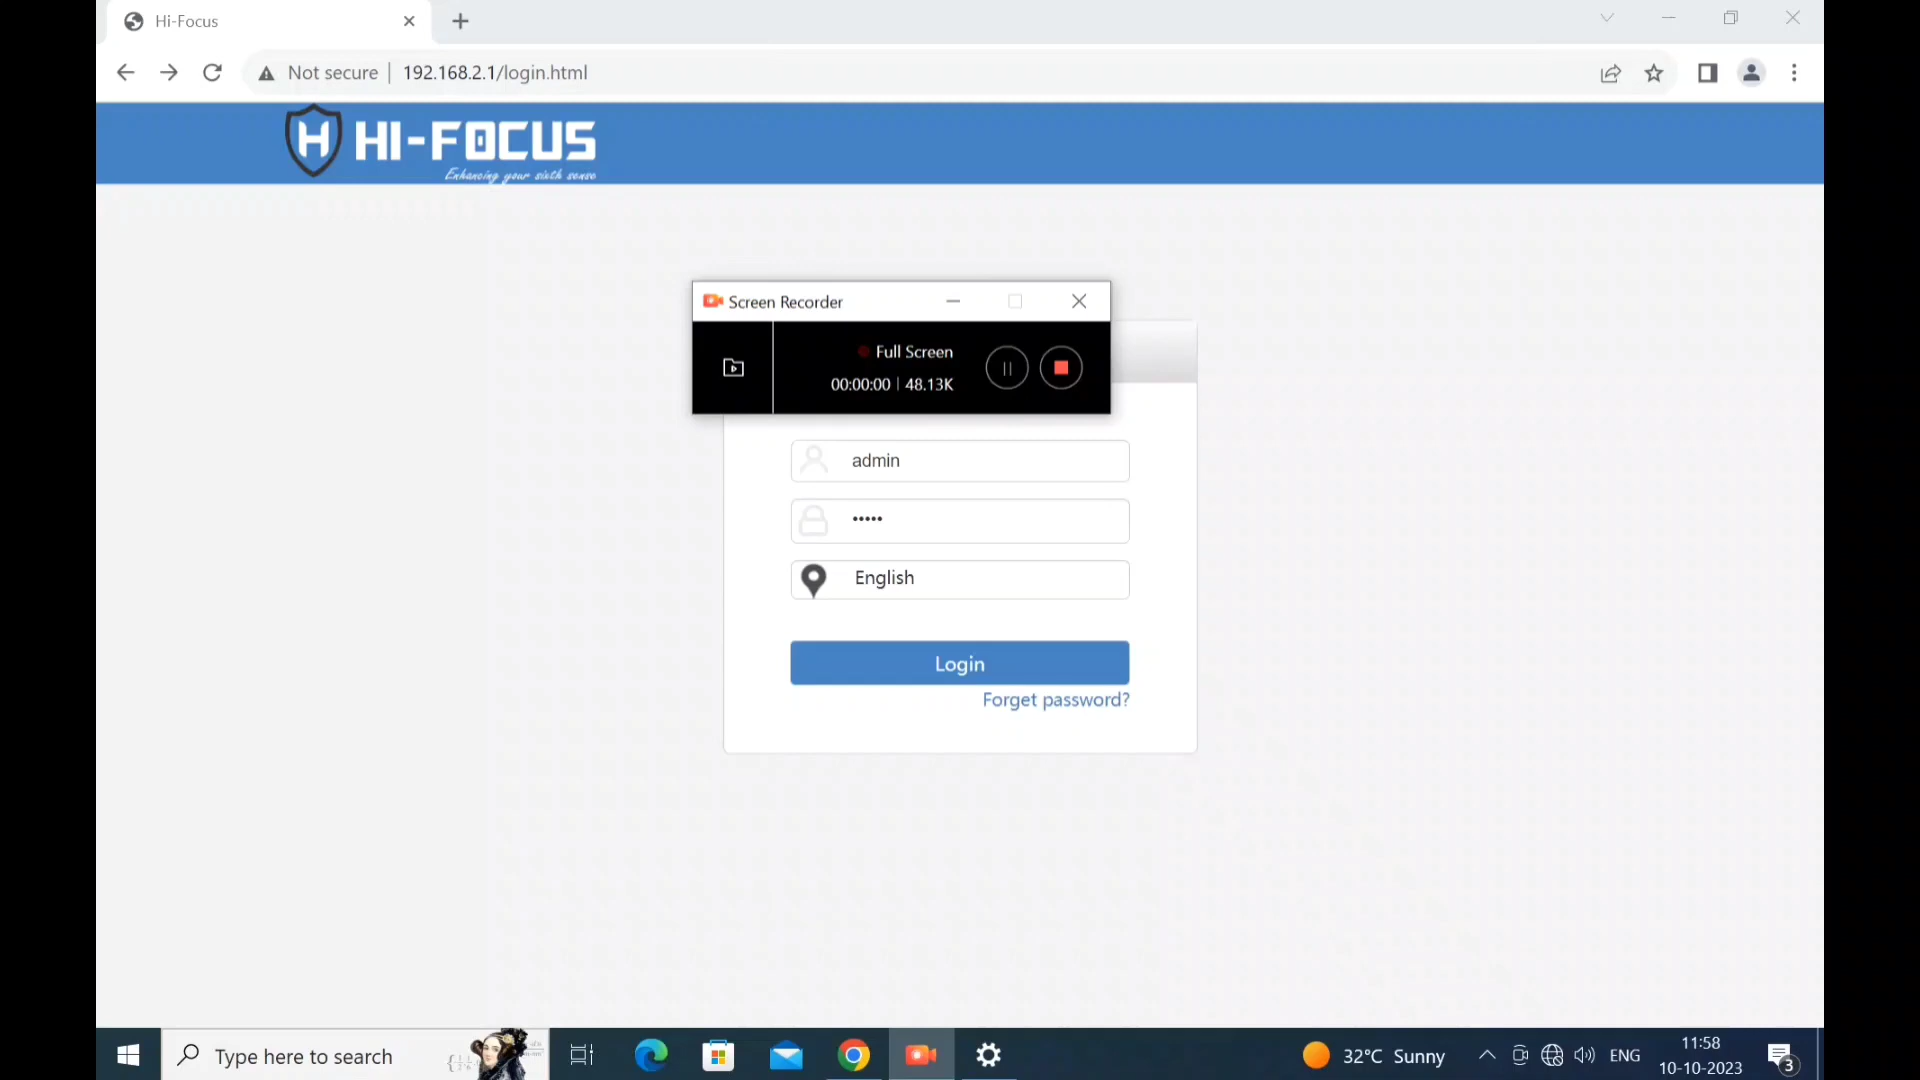 Hi-Focus
Not secure
192.168.2.1/login.html
H HI-FOCUS
Enhancing your sixth sense
Screen Recorder
Full Screen
00:00:00 | 48.13K
admin
•••••
English
Login
Forget password?
Type here to search
32°C Sunny
ENG
11:58
10-10-2023
3